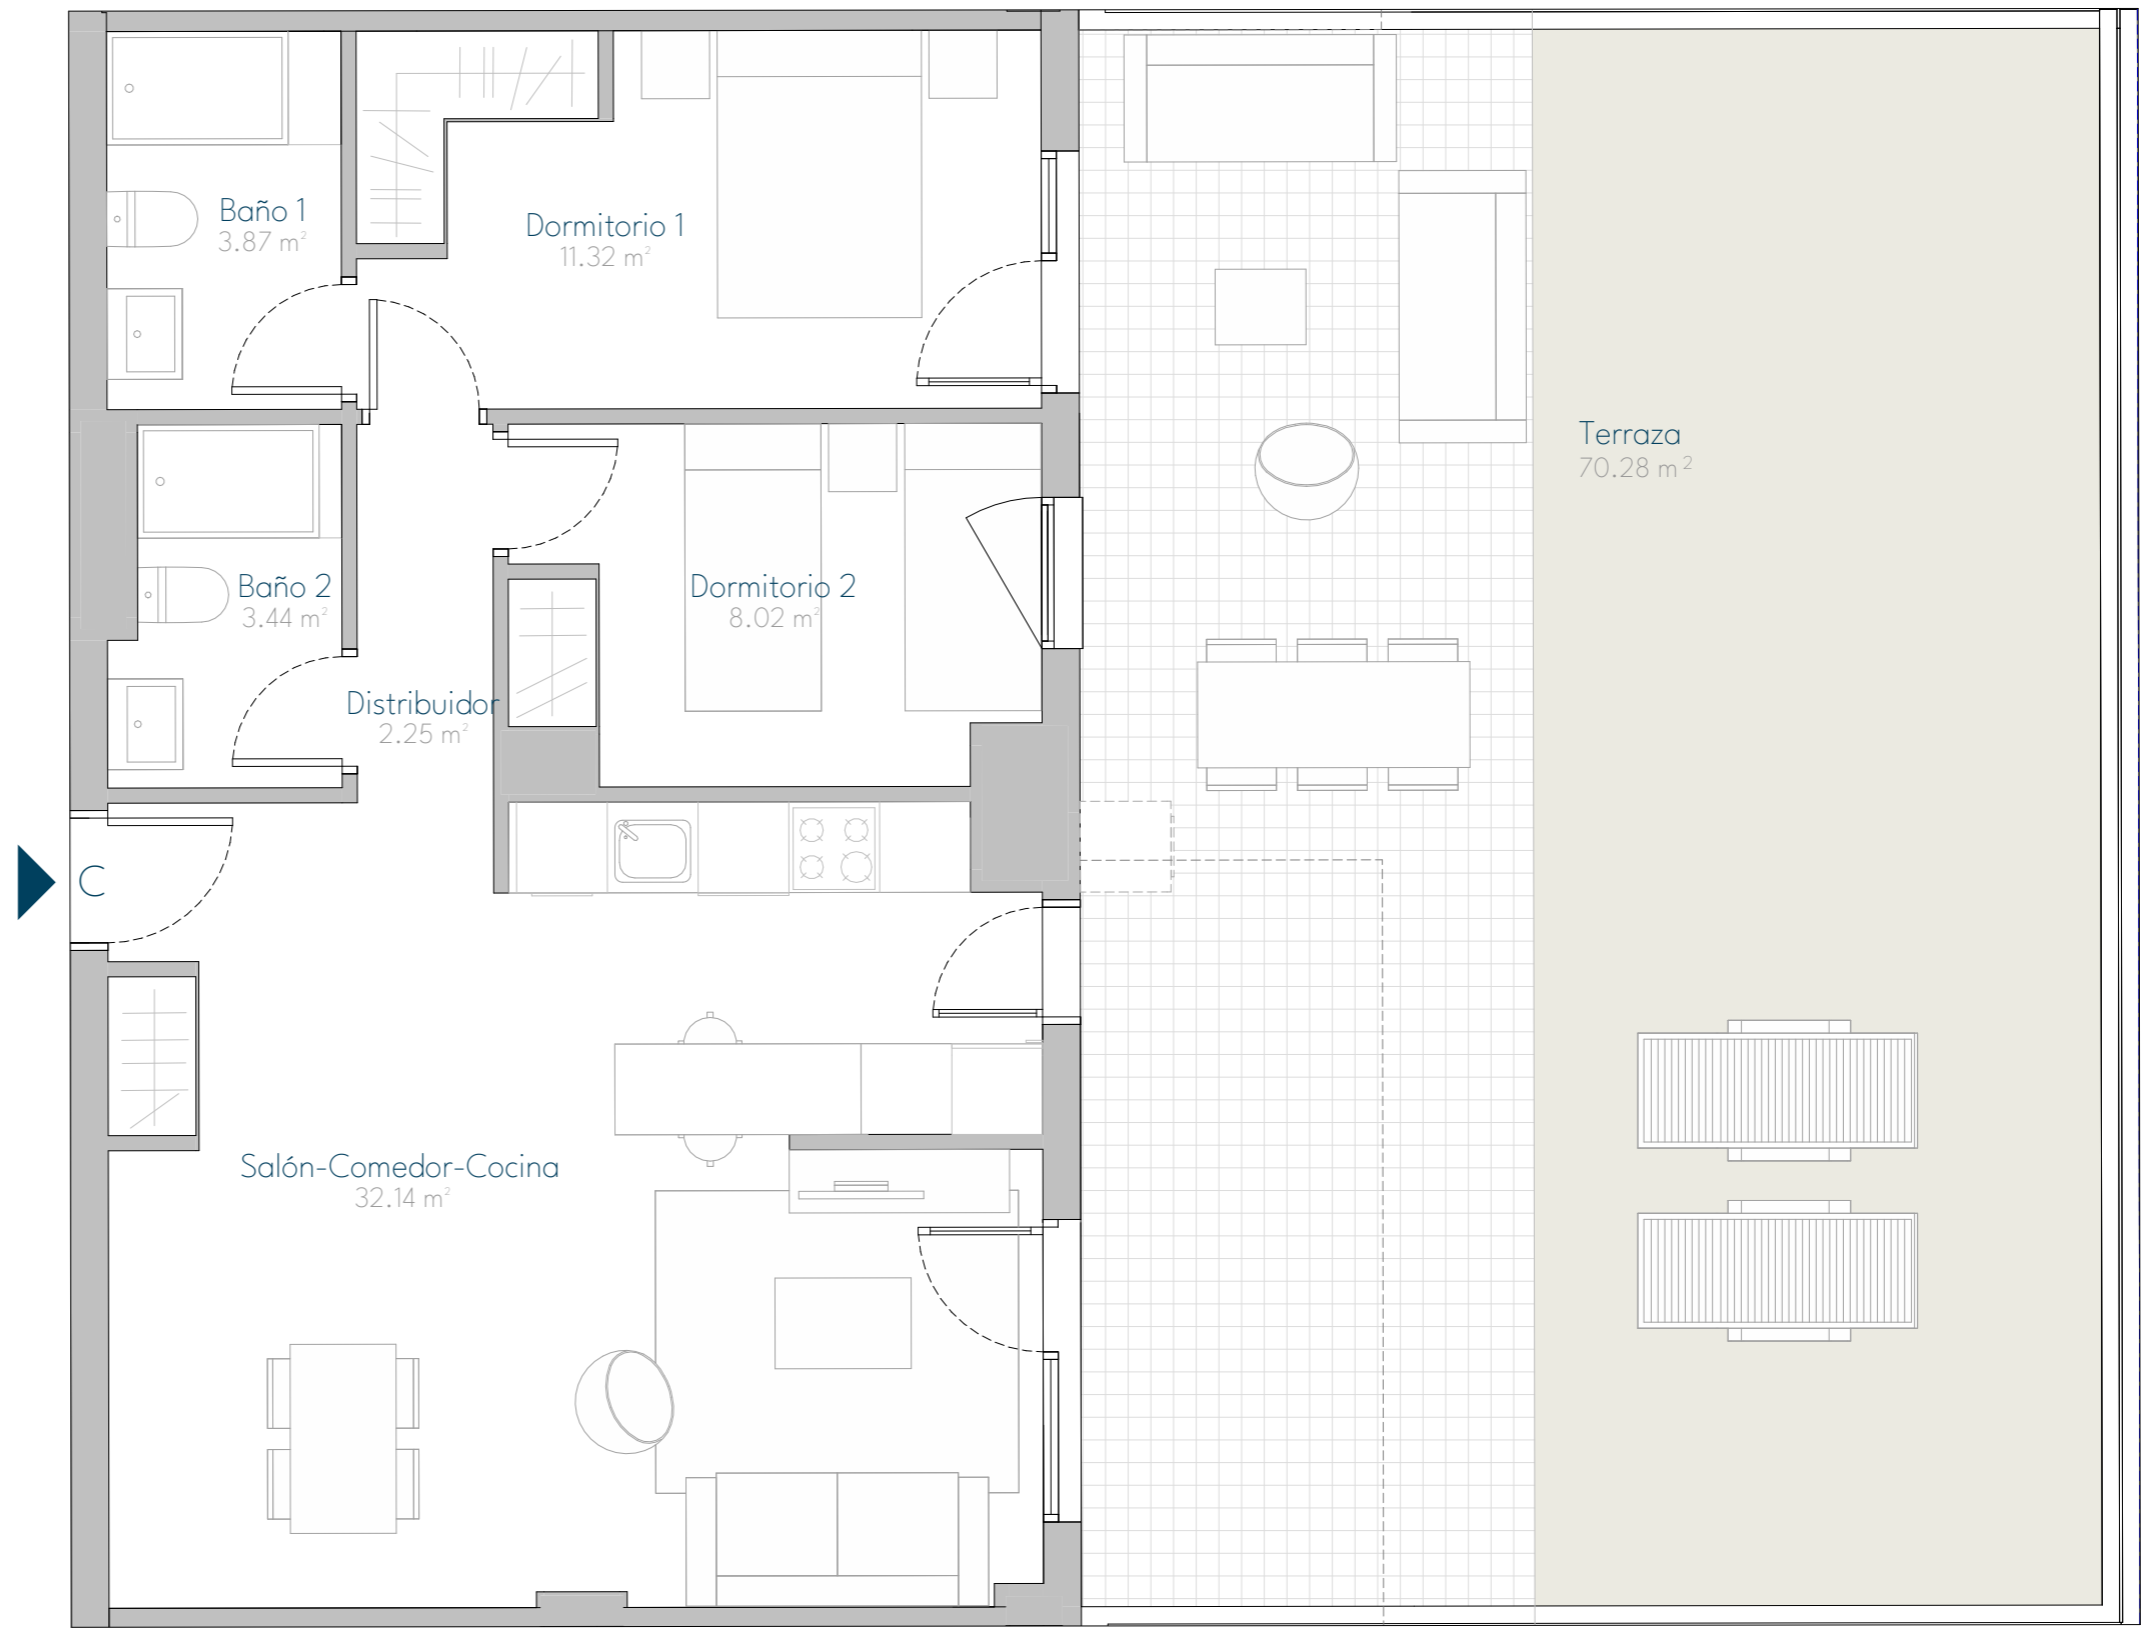 Baño 1
3.87 m²
Dormitorio 1
11.32 m²
Terraza
70.28 m²
Baño 2
3.44 m²
Dormitorio 2
8.02 m²
Distribuidor
2.25 m²
C
Salón-Comedor-Cocina
32.14 m²